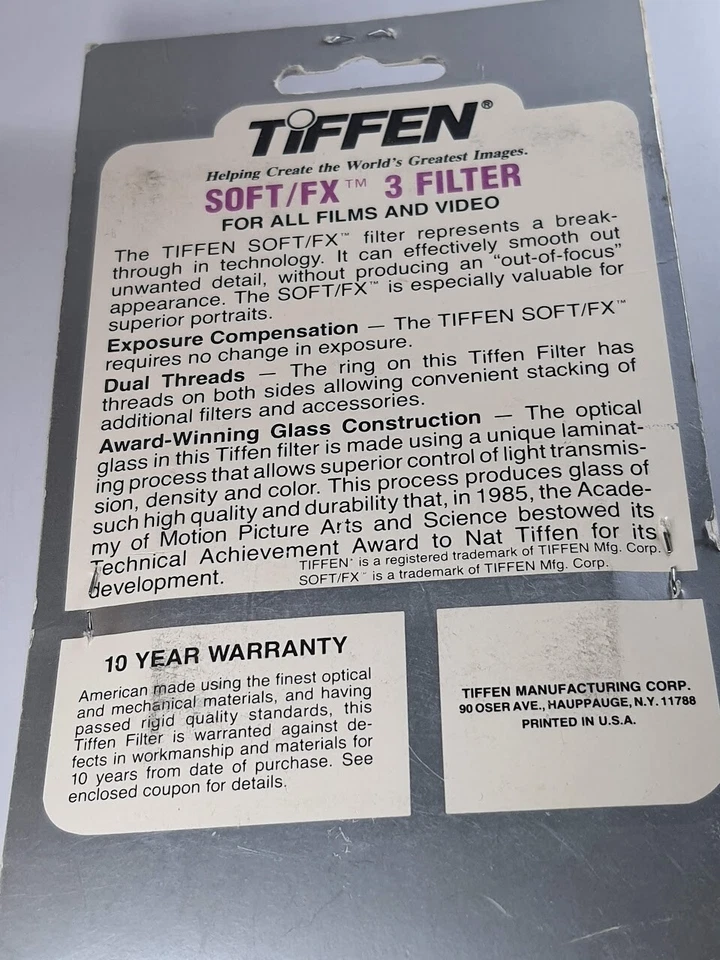 TIFFEN®
Helping Create the World's Greatest Images.
SOFT/FX™ 3 FILTER
FOR ALL FILMS AND VIDEO
The TIFFEN SOFT/FX™ filter represents a break-
through in technology. It can effectively smooth out
unwanted detail, without producing an "out-of-focus"
appearance. The SOFT/FX™ is especially valuable for
superior portraits.
Exposure Compensation — The TIFFEN SOFT/FX™
requires no change in exposure.
Dual Threads — The ring on this Tiffen Filter has
threads on both sides allowing convenient stacking of
additional filters and accessories.
Award-Winning Glass Construction — The optical
glass in this Tiffen filter is made using a unique laminat-
ing process that allows superior control of light transmis-
sion, density and color. This process produces glass of
such high quality and durability that, in 1985, the Acade-
my of Motion Picture Arts and Science bestowed its
Technical Achievement Award to Nat Tiffen for its
development.
TIFFEN® is a registered trademark of TIFFEN Mfg. Corp.
SOFT/FX™ is a trademark of TIFFEN Mfg. Corp.
10 YEAR WARRANTY
American made using the finest optical
and mechanical materials, and having
passed rigid quality standards, this
Tiffen Filter is warranted against de-
fects in workmanship and materials for
10 years from date of purchase. See
enclosed coupon for details.
TIFFEN MANUFACTURING CORP.
90 OSER AVE., HAUPPAUGE, N.Y. 11788
PRINTED IN U.S.A.